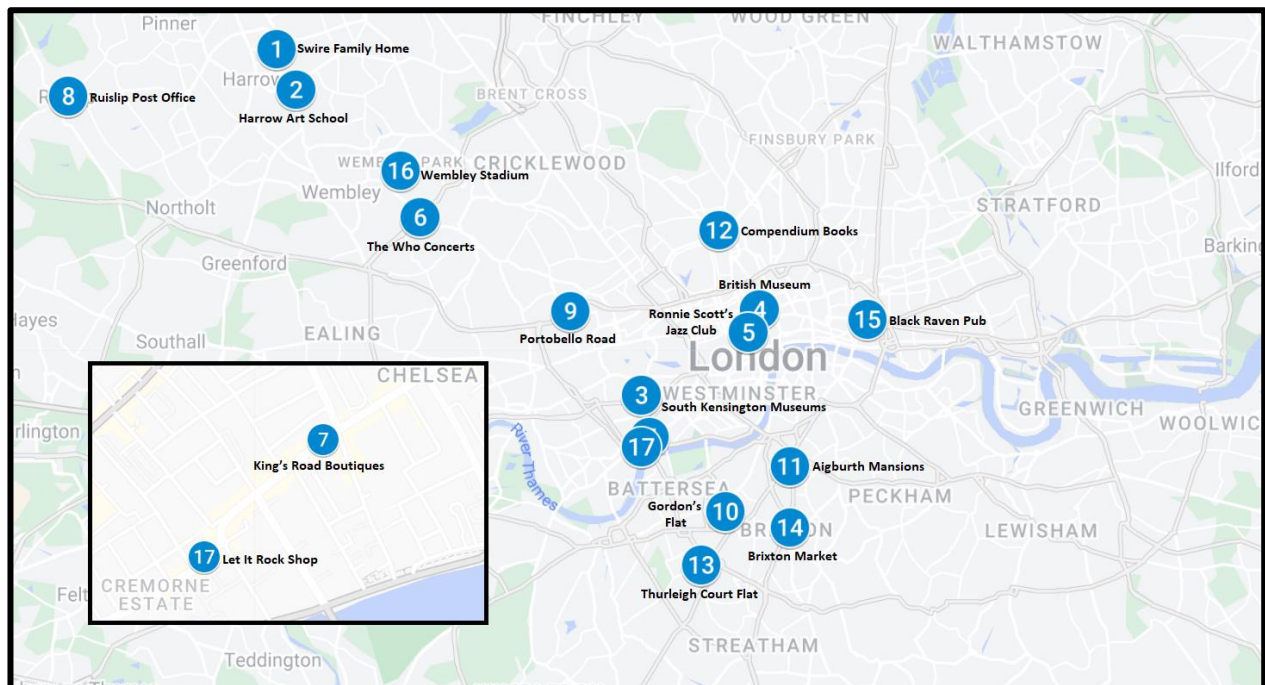 FINCHLEY
WOOD GREEN
Pinner
WALTHAMSTOW
1
Swire Family Home
Harrow
2
Harrow Art School
8
Ruislip Post Office
BRENT CROSS
FINSBURY PARK
CRICKLEWOOD
16
Wembley Stadium
Wembley
Ilford
Northolt
6
The Who Concerts
STRATFORD
12
Compendium Books
Barking
Greenford
British Museum
4
Ronnie Scott's
Jazz Club
5
9
Portobello Road
15
Black Raven Pub
Hayes
EALING
Southall
London
3
WESTMINSTER
South Kensington Museums
GREENWICH
WOOLWIC
rlington
River Thames
17
11
Aigburth Mansions
BATTERSEA
PECKHAM
Gordon's
Flat
10
14
Brixton Market
LEWISHAM
13
Thurleigh Court Flat
Felt
STREATHAM
Teddington
CHELSEA
7
King's Road Boutiques
17
Let It Rock Shop
CREMORNE
ESTATE